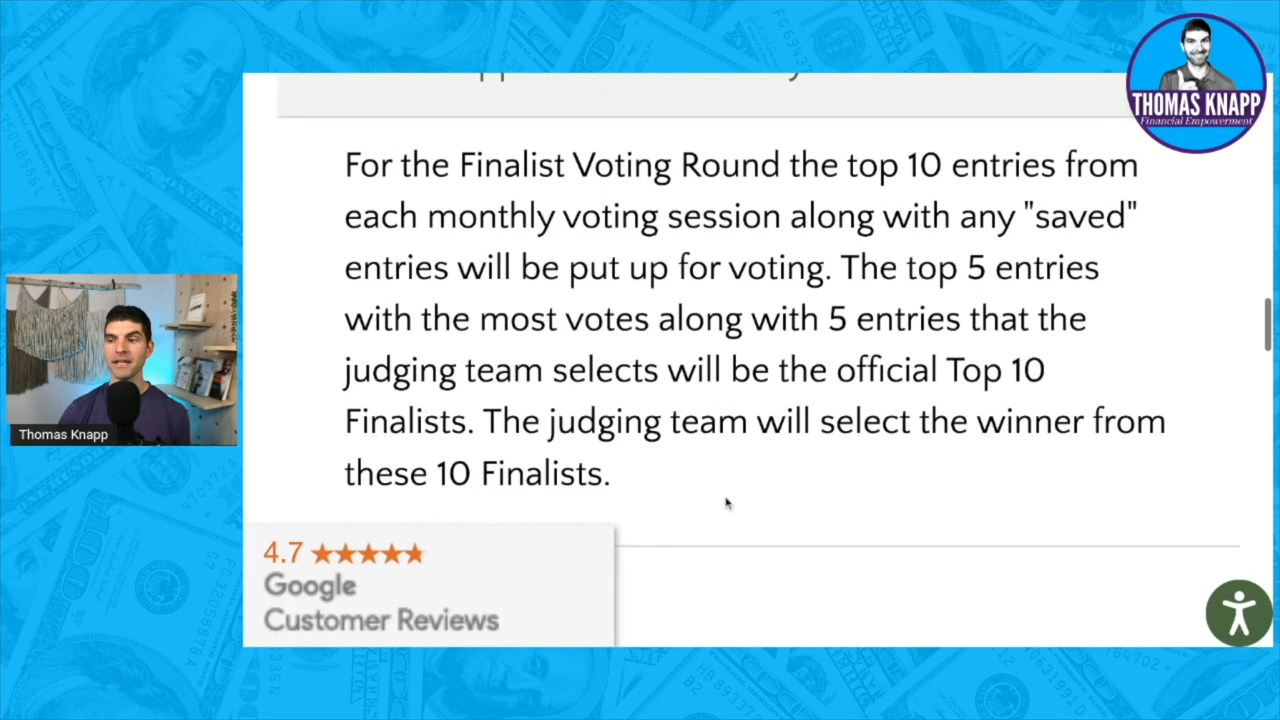 THOMAS KNAPP
Financial Empowerment
For the Finalist Voting Round the top 10 entries from
each monthly voting session along with any "saved"
entries will be put up for voting. The top 5 entries
with the most votes along with 5 entries that the
judging team selects will be the official Top 10
Finalists. The judging team will select the winner from
these 10 Finalists.
Thomas Knapp
4.7
Google
Customer Reviews